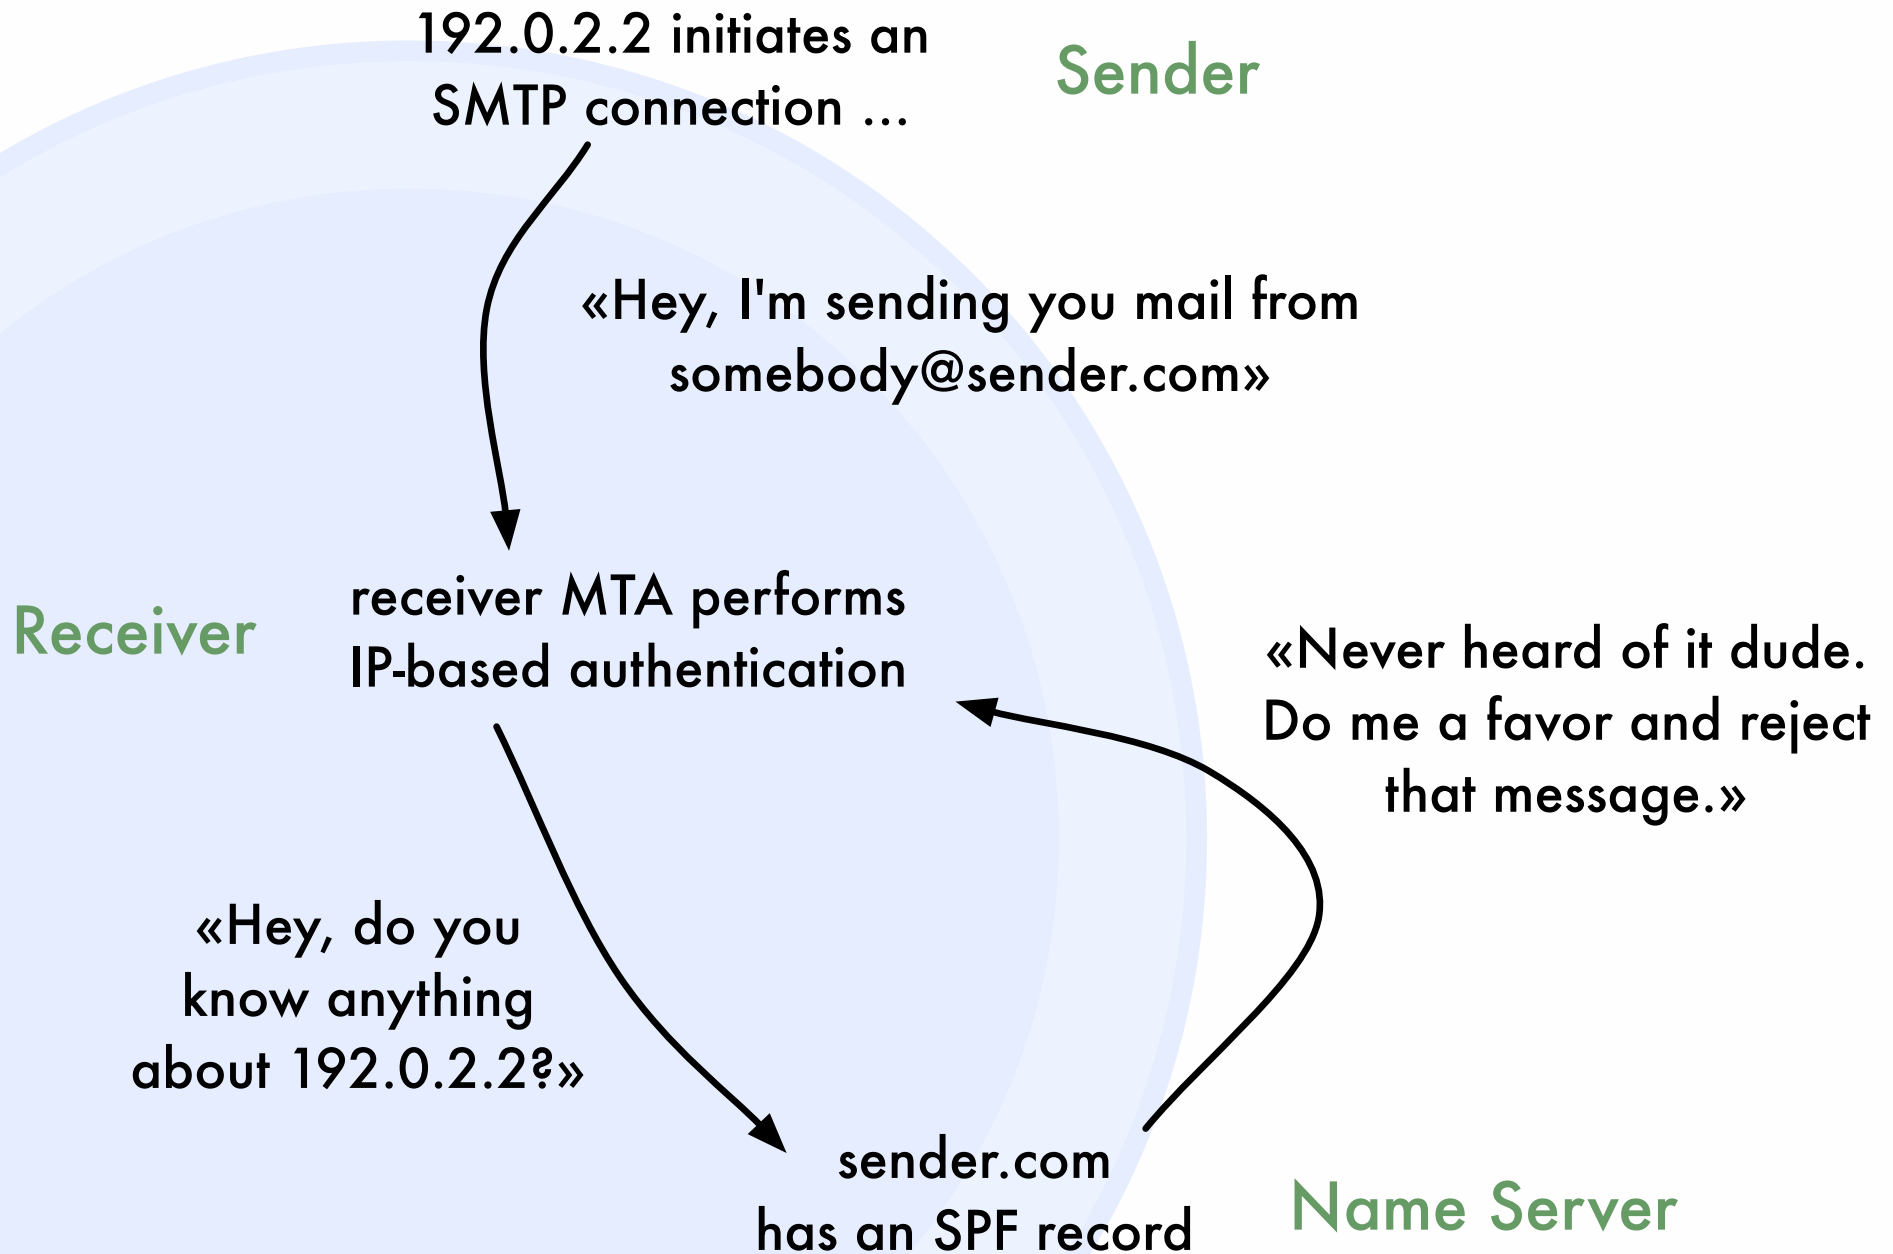 192.0.2.2 initiates an
SMTP connection ...
Sender
«Hey, I'm sending you mail from
somebody@sender.com»
Receiver
receiver MTA performs
IP-based authentication
«Never heard of it dude.
Do me a favor and reject
that message.»
«Hey, do you
know anything
about 192.0.2.2?»
sender.com
has an SPF record
Name Server